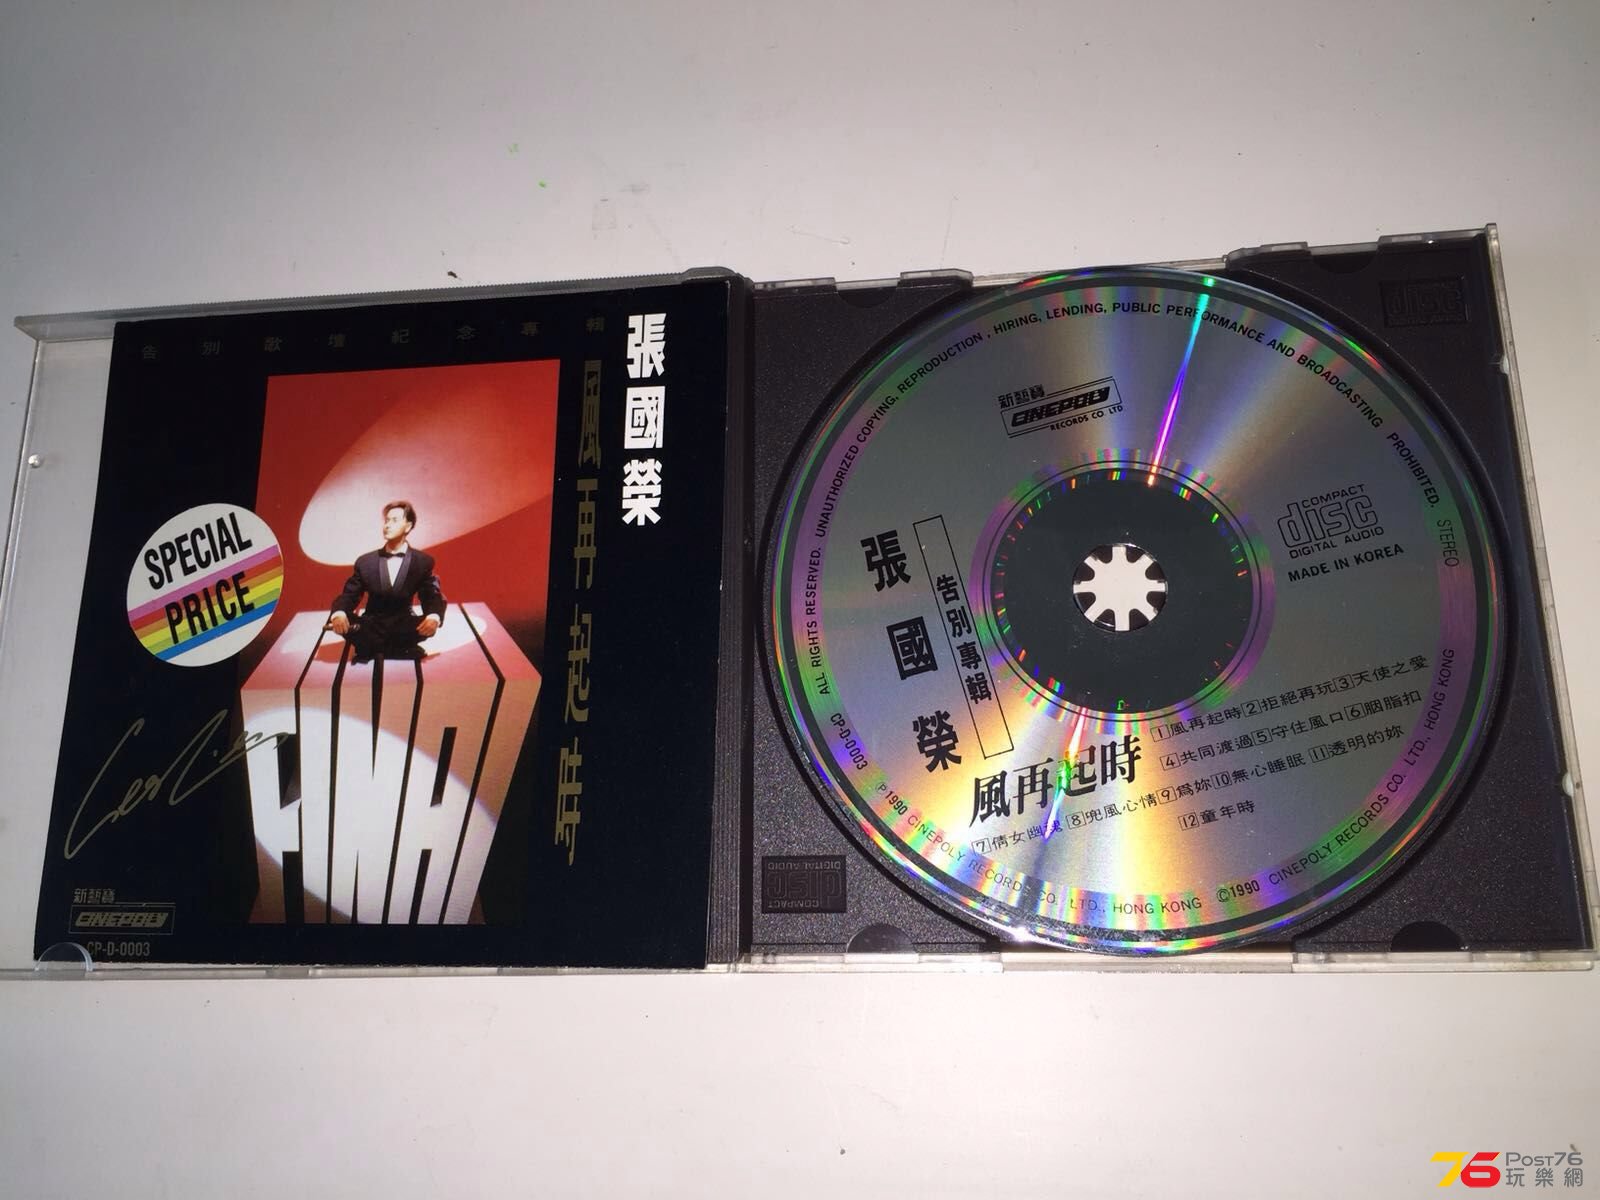 告別歌壇紀念專輯
張國榮
風再起時
SPECIAL
PRICE
FINAL
Leslie
新藝寶
CINEPOLY
CP-D-0003
ALL RIGHTS RESERVED. UNAUTHORIZED COPYING, REPRODUCTION, HIRING, LENDING, PUBLIC PERFORMANCE AND BROADCASTING PROHIBITED.
STEREO
新藝寶
CINEPOLY
RECORDS CO LTD
COMPACT
disc
DIGITAL AUDIO
MADE IN KOREA
張國榮
告別專輯
風再起時
1風再起時2拒絕再玩3天使之愛
4共同渡過5守住風口6胭脂扣
7倩女幽魂8兜風心情9為妳10無心睡眠11透明的妳
12童年時
CP-D-0003
P1990 CINEPOLY RECORDS CO. LTD., HONG KONG
©1990 CINEPOLY RECORDS CO. LTD., HONG KONG
disc
COMPACT
disc
DIGITAL AUDIO
76 Post76
玩樂網